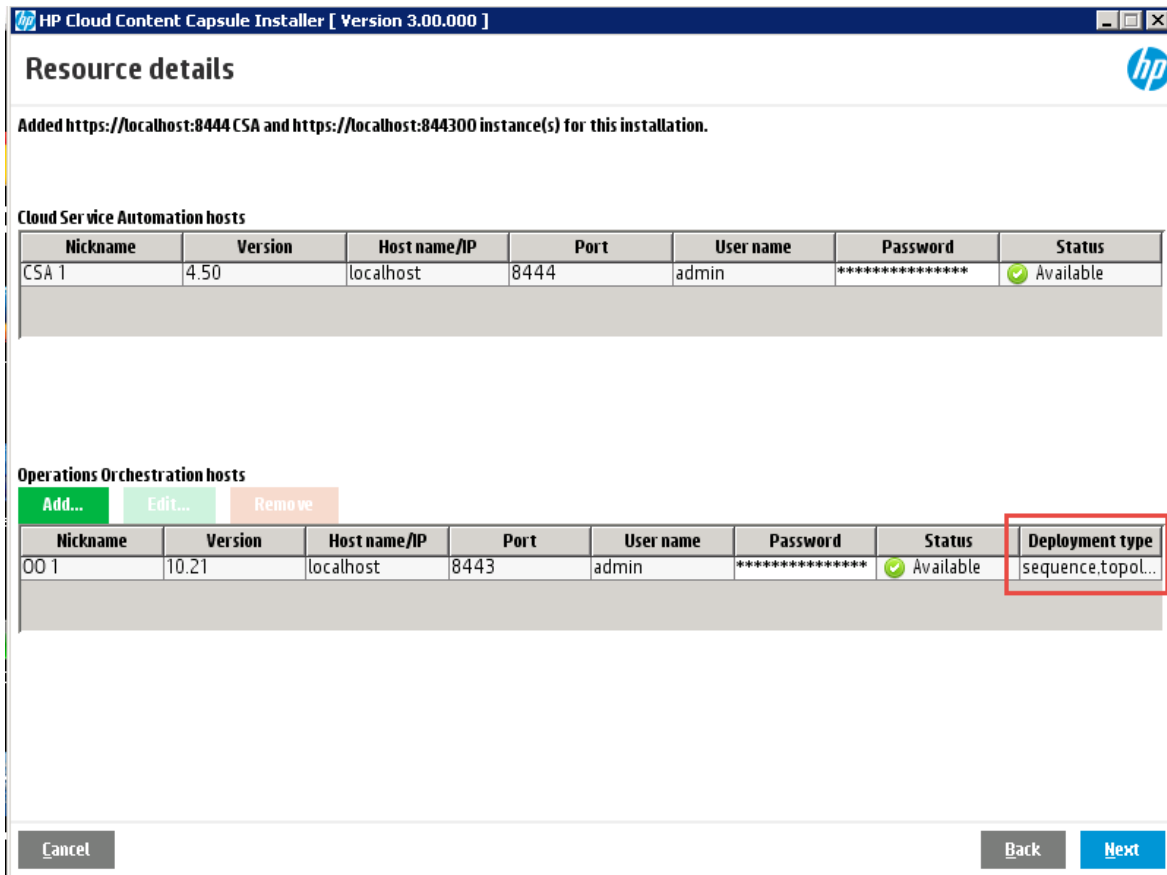 hp HP Cloud Content Capsule Installer [ Version 3.00.000 ]
Resource details
hp
Added https://localhost:8444 CSA and https://localhost:844300 instance(s) for this installation.
Cloud Service Automation hosts
Nickname Version Host name/IP Port User name Password Status
CSA 1 4.50 localhost 8444 admin *************** Available
Operations Orchestration hosts
Add... Edit... Remove
Nickname Version Host name/IP Port User name Password Status Deployment type
OO 1 10.21 localhost 8443 admin *************** Available sequence,topol...
Cancel Back Next